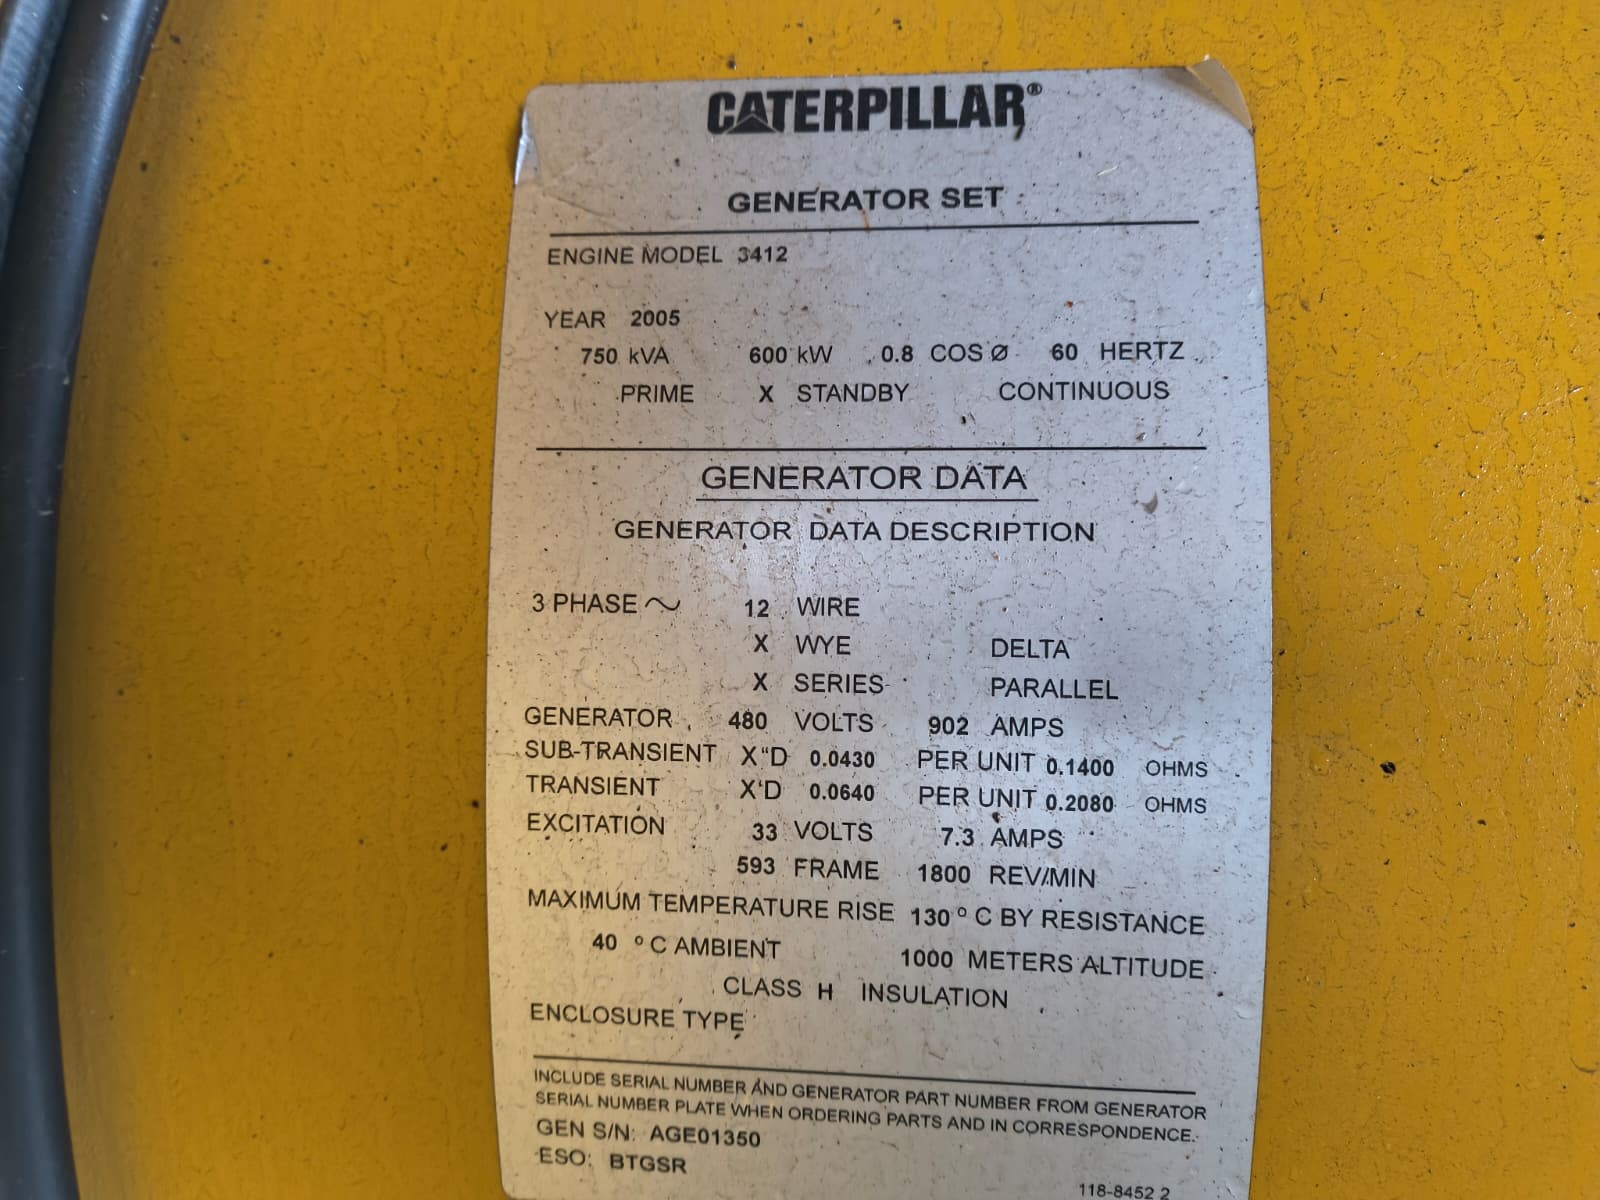 CATERPILLAR®
GENERATOR SET
ENGINE MODEL 3412
YEAR 2005
750 kVA 600 kW 0.8 COS Ø 60 HERTZ
PRIME X STANDBY CONTINUOUS
GENERATOR DATA
GENERATOR DATA DESCRIPTION
3 PHASE ~ 12 WIRE
X WYE DELTA
X SERIES PARALLEL
GENERATOR 480 VOLTS 902 AMPS
SUB-TRANSIENT X"D 0.0430 PER UNIT 0.1400 OHMS
TRANSIENT X'D 0.0640 PER UNIT 0.2080 OHMS
EXCITATION 33 VOLTS 7.3 AMPS
593 FRAME 1800 REV/MIN
MAXIMUM TEMPERATURE RISE 130 ° C BY RESISTANCE
40 ° C AMBIENT 1000 METERS ALTITUDE
CLASS H INSULATION
ENCLOSURE TYPE
INCLUDE SERIAL NUMBER AND GENERATOR PART NUMBER FROM GENERATOR
SERIAL NUMBER PLATE WHEN ORDERING PARTS AND IN CORRESPONDENCE.
GEN S/N: AGE01350
ESO: BTGSR
118-8452 2